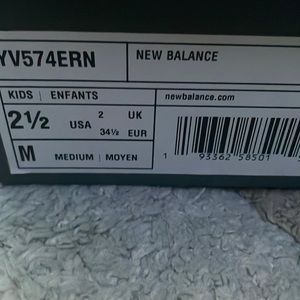 YV574ERN
NEW BALANCE
KIDS | ENFANTS
newbalance.com
2½ USA 2 UK
34½ EUR
M MEDIUM | MOYEN
1 93362 58501